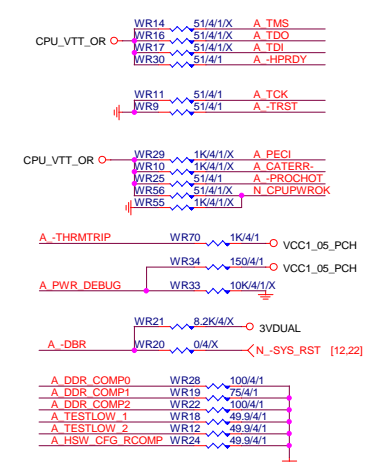 WR14 51/4/1/X A_TMS
CPU_VTT_OR WR16 51/4/1/X A_TDO
WR17 51/4/1/X A_TDI
WR30 51/4/1 A_-HPRDY
WR11 51/4/1 A_TCK
WR9 51/4/1 A_-TRST
CPU_VTT_OR WR29 1K/4/1/X A_PECI
WR10 1K/4/1/X A_CATERR-
WR25 51/4/1 A_-PROCHOT
WR56 51/4/1/X N_CPUPWROK
WR55 1K/4/1/X
A_-THRMTRIP WR70 1K/4/1 VCC1_05_PCH
WR34 150/4/1 VCC1_05_PCH
A_PWR_DEBUG WR33 10K/4/1/X
WR21 8.2K/4/X 3VDUAL
A_-DBR WR20 0/4/X N_-SYS_RST [12,22]
A_DDR_COMP0 WR28 100/4/1
A_DDR_COMP1 WR19 75/4/1
A_DDR_COMP2 WR22 100/4/1
A_TESTLOW_1 WR18 49.9/4/1
A_TESTLOW_2 WR12 49.9/4/1
A_HSW_CFG_RCOMP WR24 49.9/4/1